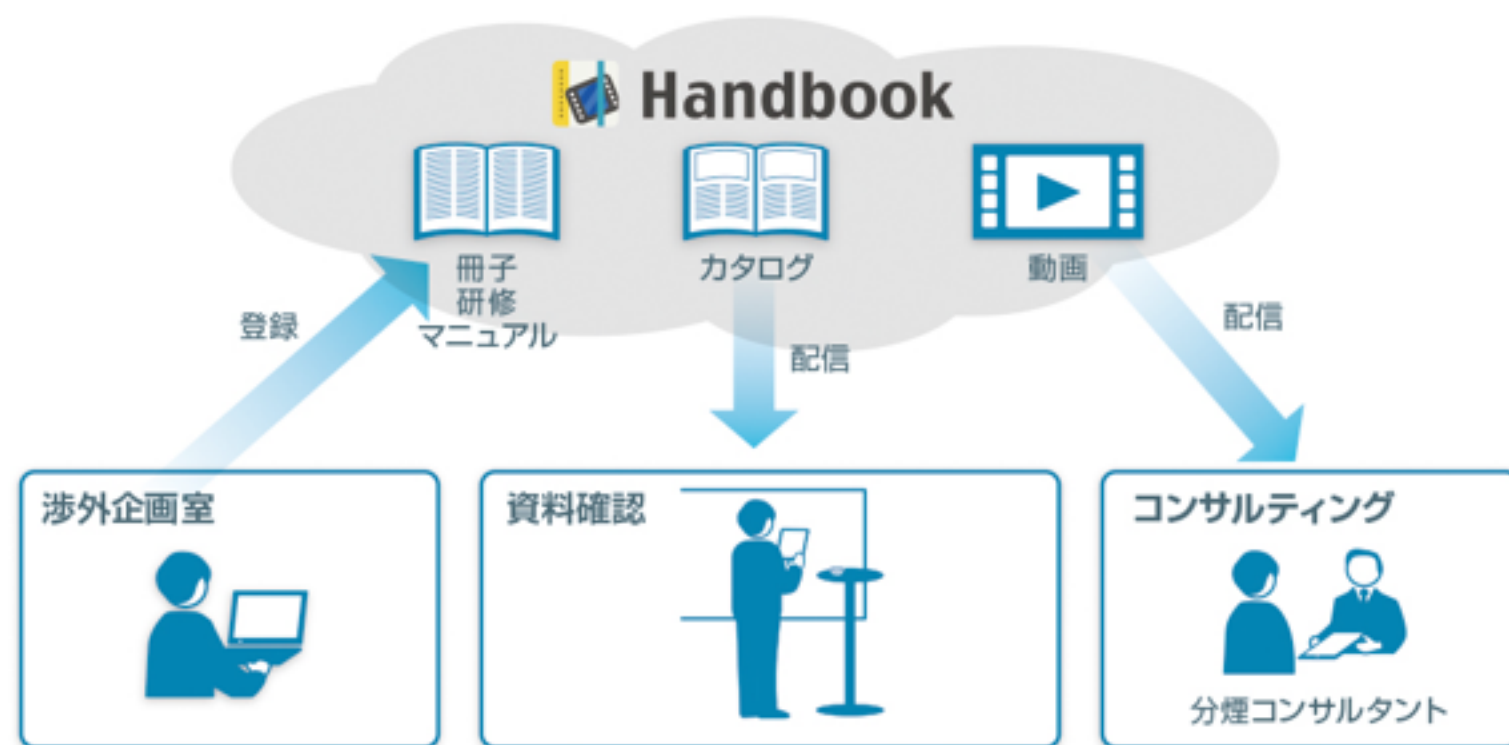 Handbook
冊子
研修
マニュアル
カタログ
動画
登録
配信
配信
渉外企画室
資料確認
コンサルティング
分煙コンサルタント